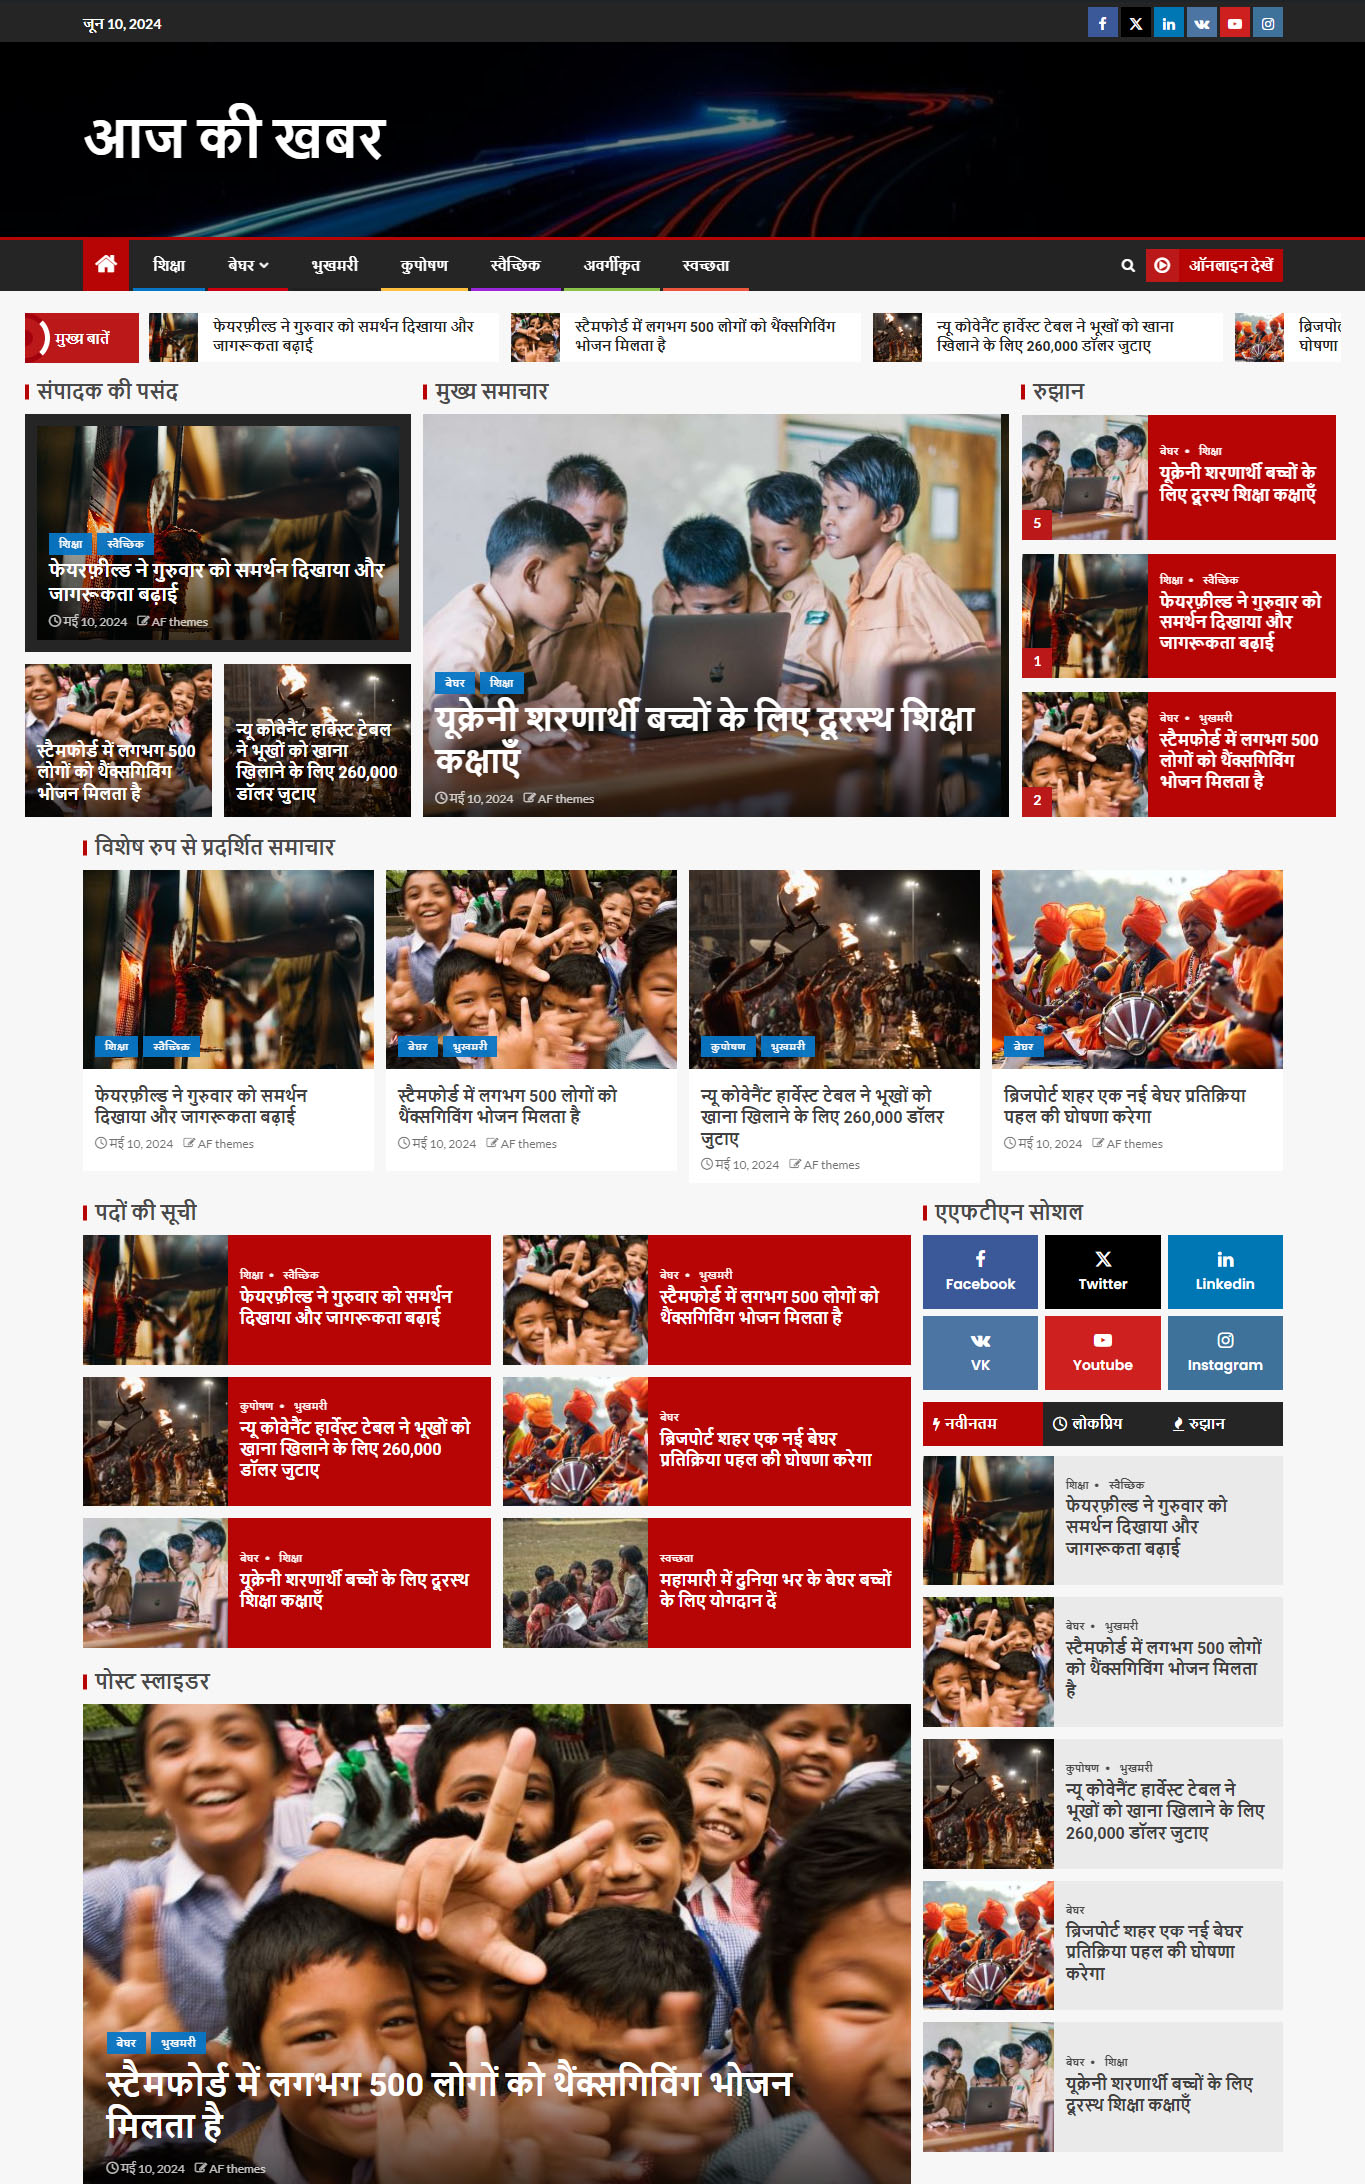 जून 10, 2024
आज की खबर
शिक्षा
बेघर
भुखमरी
कुपोषण
स्वैच्छिक
अवर्गीकृत
स्वच्छता
ऑनलाइन देखें
मुख्य बातें
फेयरफ़ील्ड ने गुरुवार को समर्थन दिखाया और
जागरूकता बढ़ाई
स्टैमफोर्ड में लगभग 500 लोगों को थैंक्सगिविंग
भोजन मिलता है
न्यू कोवेनैंट हार्वेस्ट टेबल ने भूखों को खाना
खिलाने के लिए 260,000 डॉलर जुटाए
घोषणा
संपादक की पसंद
शिक्षा स्वैच्छिक
फेयरफ़ील्ड ने गुरुवार को समर्थन दिखाया और
जागरूकता बढ़ाई
मई 10, 2024 AF themes
स्टैमफोर्ड में लगभग 500
लोगों को थैंक्सगिविंग
भोजन मिलता है
न्यू कोवेनैंट हार्वेस्ट टेबल
ने भूखों को खाना
खिलाने के लिए 260,000
डॉलर जुटाए
मुख्य समाचार
बेघर शिक्षा
यूक्रेनी शरणार्थी बच्चों के लिए दूरस्थ शिक्षा
कक्षाएँ
मई 10, 2024 AF themes
रुझान
बेघर • शिक्षा
यूक्रेनी शरणार्थी बच्चों के
लिए दूरस्थ शिक्षा कक्षाएँ
5
शिक्षा • स्वैच्छिक
फेयरफ़ील्ड ने गुरुवार को
समर्थन दिखाया और
जागरूकता बढ़ाई
1
बेघर • भुखमरी
स्टैमफोर्ड में लगभग 500
लोगों को थैंक्सगिविंग
भोजन मिलता है
2
विशेष रुप से प्रदर्शित समाचार
शिक्षा स्वैच्छिक
फेयरफ़ील्ड ने गुरुवार को समर्थन
दिखाया और जागरूकता बढ़ाई
मई 10, 2024 AF themes
बेघर भुखमरी
स्टैमफोर्ड में लगभग 500 लोगों को
थैंक्सगिविंग भोजन मिलता है
मई 10, 2024 AF themes
कुपोषण भुखमरी
न्यू कोवेनैंट हार्वेस्ट टेबल ने भूखों को
खाना खिलाने के लिए 260,000 डॉलर
जुटाए
मई 10, 2024 AF themes
बेघर
ब्रिजपोर्ट शहर एक नई बेघर प्रतिक्रिया
पहल की घोषणा करेगा
मई 10, 2024 AF themes
पदों की सूची
शिक्षा • स्वैच्छिक
फेयरफ़ील्ड ने गुरुवार को समर्थन
दिखाया और जागरूकता बढ़ाई
बेघर • भुखमरी
स्टैमफोर्ड में लगभग 500 लोगों को
थैंक्सगिविंग भोजन मिलता है
कुपोषण • भुखमरी
न्यू कोवेनैंट हार्वेस्ट टेबल ने भूखों को
खाना खिलाने के लिए 260,000
डॉलर जुटाए
बेघर
ब्रिजपोर्ट शहर एक नई बेघर
प्रतिक्रिया पहल की घोषणा करेगा
बेघर • शिक्षा
यूक्रेनी शरणार्थी बच्चों के लिए दूरस्थ
शिक्षा कक्षाएँ
स्वच्छता
महामारी में दुनिया भर के बेघर बच्चों
के लिए योगदान दें
पोस्ट स्लाइडर
बेघर भुखमरी
स्टैमफोर्ड में लगभग 500 लोगों को थैंक्सगिविंग भोजन
मिलता है
मई 10, 2024 AF themes
एएफटीएन सोशल
Facebook
Twitter
Linkedin
VK
Youtube
Instagram
नवीनतम
लोकप्रिय
रुझान
शिक्षा • स्वैच्छिक
फेयरफ़ील्ड ने गुरुवार को
समर्थन दिखाया और
जागरूकता बढ़ाई
बेघर • भुखमरी
स्टैमफोर्ड में लगभग 500 लोगों
को थैंक्सगिविंग भोजन मिलता
है
कुपोषण • भुखमरी
न्यू कोवेनैंट हार्वेस्ट टेबल ने
भूखों को खाना खिलाने के लिए
260,000 डॉलर जुटाए
बेघर
ब्रिजपोर्ट शहर एक नई बेघर
प्रतिक्रिया पहल की घोषणा
करेगा
बेघर • शिक्षा
यूक्रेनी शरणार्थी बच्चों के लिए
दूरस्थ शिक्षा कक्षाएँ